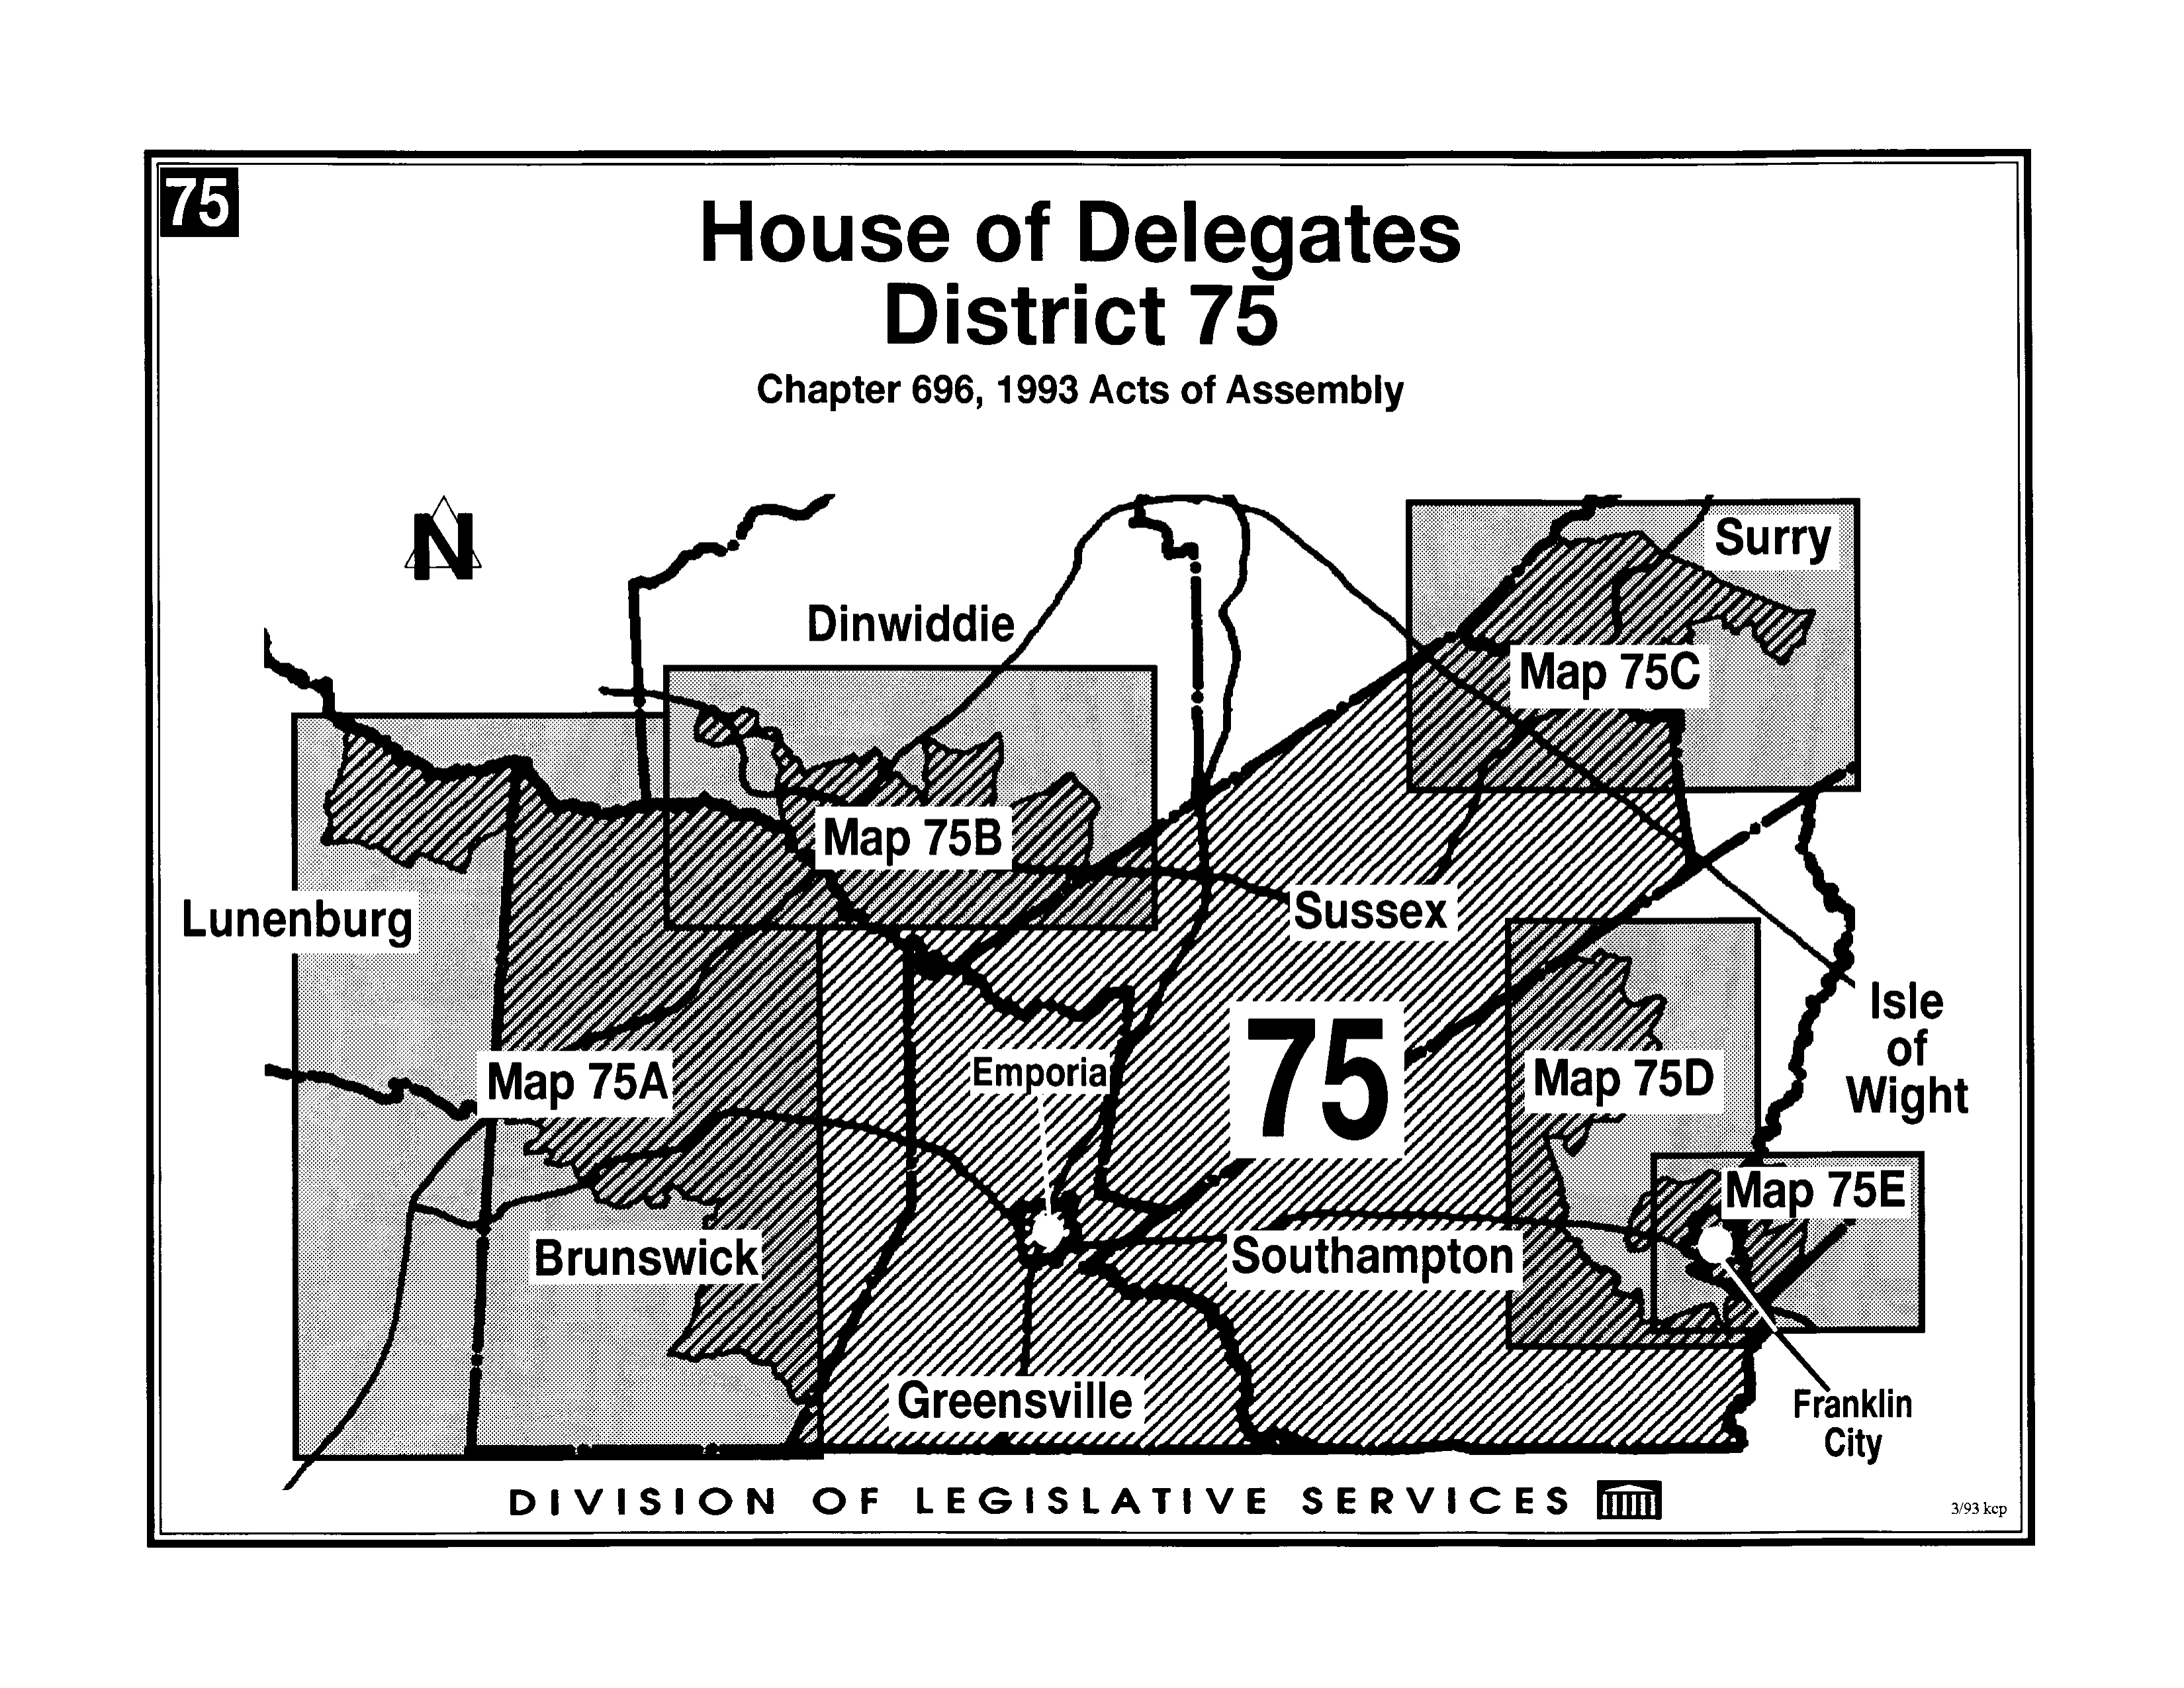 75
House of Delegates
District 75
Chapter 696, 1993 Acts of Assembly
N
Surry
Dinwiddie
Map 75C
Map 75B
Lunenburg
Sussex
Isle
of
Wight
75
Emporia
Map 75A
Map 75D
Map 75E
Brunswick
Southampton
Greensville
Franklin
City
DIVISION OF LEGISLATIVE SERVICES
3/93 kcp